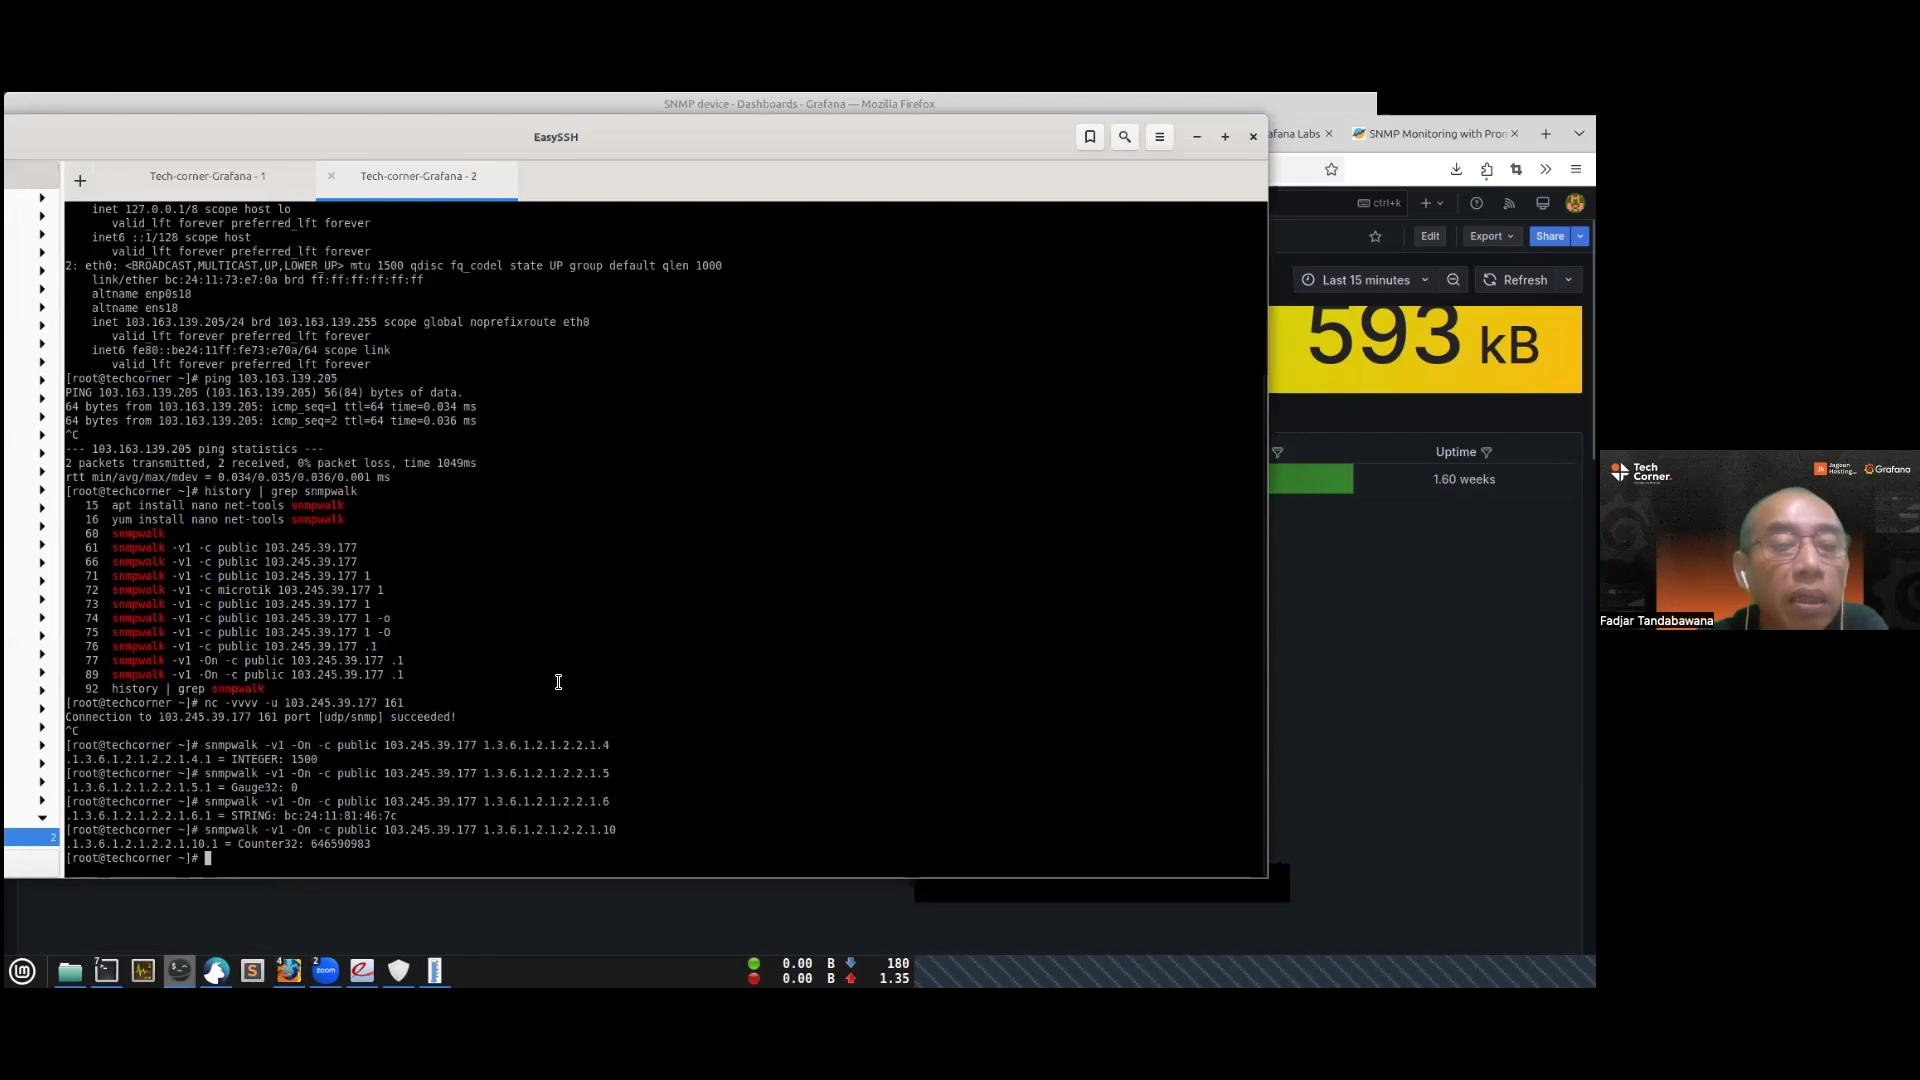 SNMP device - Dashboards - Grafana — Mozilla Firefox
EasySSH
afana Labs
SNMP Monitoring with Pron
Tech-corner-Grafana - 1
Tech-corner-Grafana - 2
ctrl+k
Edit
Export
Share
Last 15 minutes
Refresh
593 kB
Uptime
1.60 weeks
inet 127.0.0.1/8 scope host lo
valid_lft forever preferred_lft forever
inet6 ::1/128 scope host
valid_lft forever preferred_lft forever
2: eth0: <BROADCAST,MULTICAST,UP,LOWER_UP> mtu 1500 qdisc fq_codel state UP group default qlen 1000
link/ether bc:24:11:73:e7:0a brd ff:ff:ff:ff:ff:ff
altname enp0s18
altname ens18
inet 103.163.139.205/24 brd 103.163.139.255 scope global noprefixroute eth0
valid_lft forever preferred_lft forever
inet6 fe80::be24:11ff:fe73:e70a/64 scope link
valid_lft forever preferred_lft forever
[root@techcorner ~]# ping 103.163.139.205
PING 103.163.139.205 (103.163.139.205) 56(84) bytes of data.
64 bytes from 103.163.139.205: icmp_seq=1 ttl=64 time=0.034 ms
64 bytes from 103.163.139.205: icmp_seq=2 ttl=64 time=0.036 ms
^C
--- 103.163.139.205 ping statistics ---
2 packets transmitted, 2 received, 0% packet loss, time 1049ms
rtt min/avg/max/mdev = 0.034/0.035/0.036/0.001 ms
[root@techcorner ~]# history | grep snmpwalk
15 apt install nano net-tools snmpwalk
16 yum install nano net-tools snmpwalk
60 snmpwalk
61 snmpwalk -v1 -c public 103.245.39.177
66 snmpwalk -v1 -c public 103.245.39.177
71 snmpwalk -v1 -c public 103.245.39.177 1
72 snmpwalk -v1 -c microtik 103.245.39.177 1
73 snmpwalk -v1 -c public 103.245.39.177 1
74 snmpwalk -v1 -c public 103.245.39.177 1 -o
75 snmpwalk -v1 -c public 103.245.39.177 1 -O
76 snmpwalk -v1 -c public 103.245.39.177 .1
77 snmpwalk -v1 -On -c public 103.245.39.177 .1
89 snmpwalk -v1 -On -c public 103.245.39.177 .1
92 history | grep snmpwalk
[root@techcorner ~]# nc -vvvv -u 103.245.39.177 161
Connection to 103.245.39.177 161 port [udp/snmp] succeeded!
^C
[root@techcorner ~]# snmpwalk -v1 -On -c public 103.245.39.177 1.3.6.1.2.1.2.2.1.4
.1.3.6.1.2.1.2.2.1.4.1 = INTEGER: 1500
[root@techcorner ~]# snmpwalk -v1 -On -c public 103.245.39.177 1.3.6.1.2.1.2.2.1.5
.1.3.6.1.2.1.2.2.1.5.1 = Gauge32: 0
[root@techcorner ~]# snmpwalk -v1 -On -c public 103.245.39.177 1.3.6.1.2.1.2.2.1.6
.1.3.6.1.2.1.2.2.1.6.1 = STRING: bc:24:11:81:46:7c
[root@techcorner ~]# snmpwalk -v1 -On -c public 103.245.39.177 1.3.6.1.2.1.2.2.1.10
.1.3.6.1.2.1.2.2.1.10.1 = Counter32: 646590983
[root@techcorner ~]#
2
Tech Corner.
Jagoan Hosting
Grafana
Fadjar Tandabawana
7
4
2
zoom
0.00 B 180
0.00 B 1.35